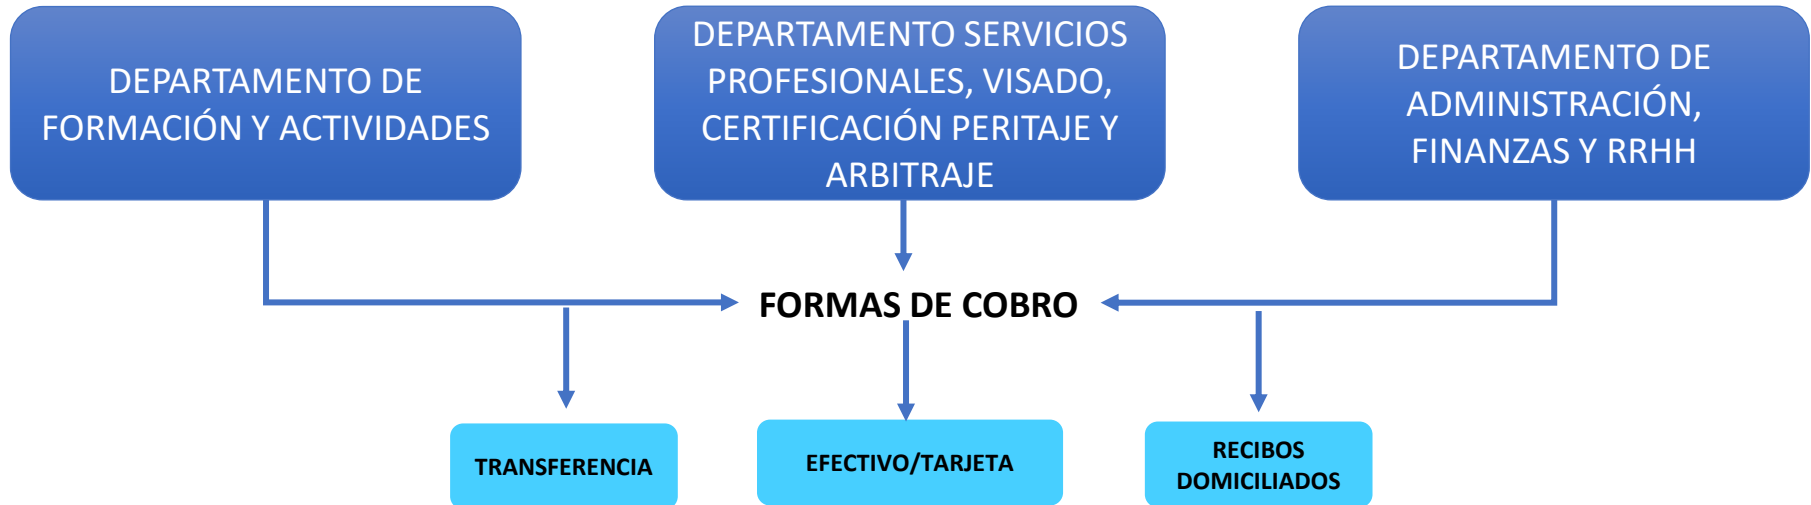 DEPARTAMENTO DE
FORMACIÓN Y ACTIVIDADES
DEPARTAMENTO SERVICIOS
PROFESIONALES, VISADO,
CERTIFICACIÓN PERITAJE Y
ARBITRAJE
DEPARTAMENTO DE
ADMINISTRACIÓN,
FINANZAS Y RRHH
FORMAS DE COBRO
TRANSFERENCIA
EFECTIVO/TARJETA
RECIBOS
DOMICILIADOS